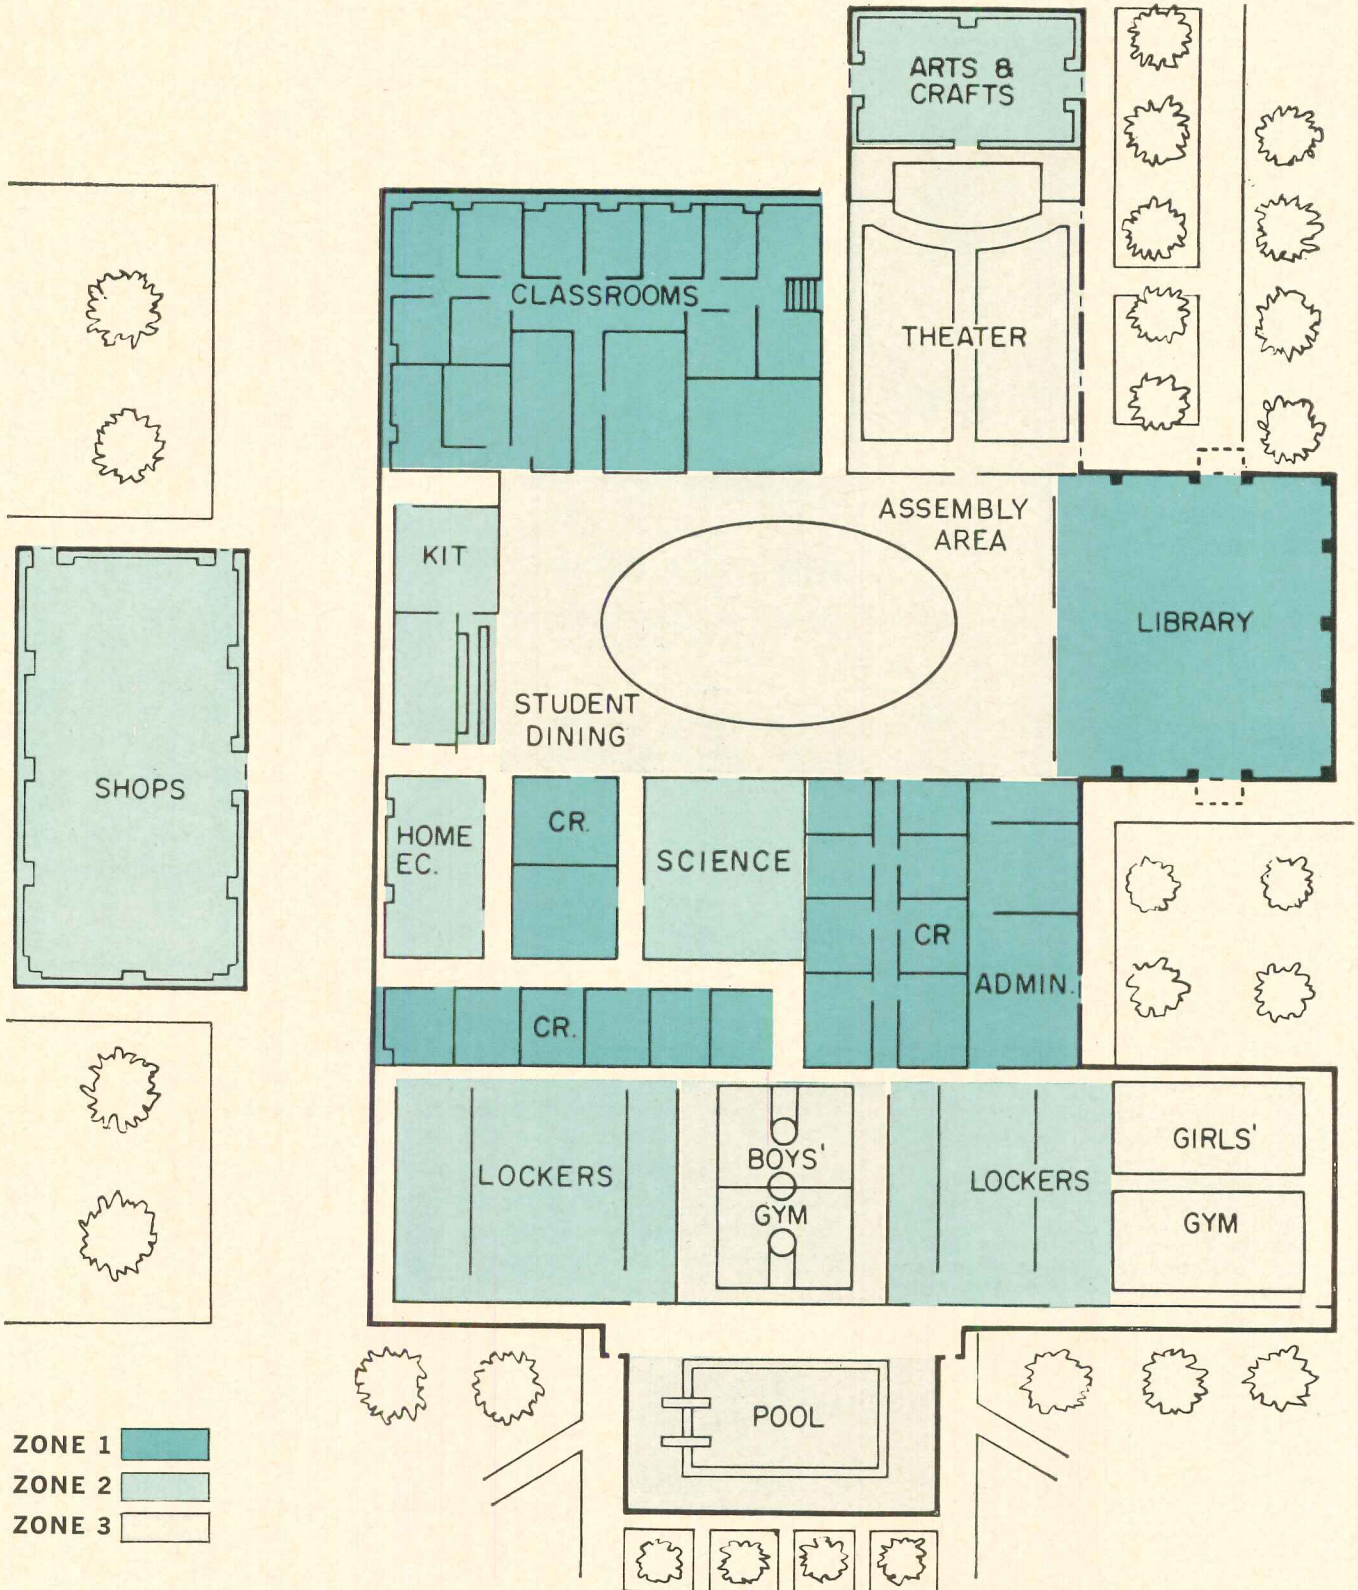 ARTS &
CRAFTS
CLASSROOMS
THEATER
ASSEMBLY
AREA
KIT
LIBRARY
STUDENT
DINING
SHOPS
HOME
EC.
CR.
SCIENCE
CR
ADMIN.
CR.
LOCKERS
BOYS'
GYM
LOCKERS
GIRLS'
GYM
POOL
ZONE 1
ZONE 2
ZONE 3